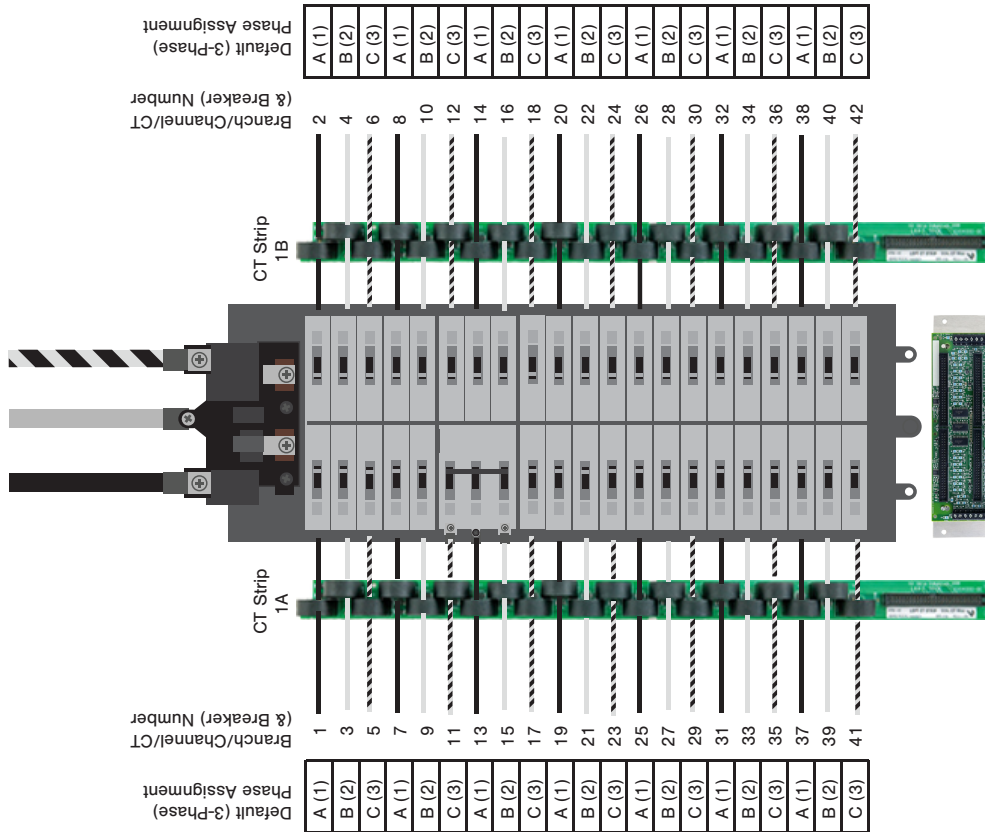 Default (3-Phase)
Phase Assignment
A (1)
B (2)
C (3)
A (1)
B (2)
C (3)
A (1)
B (2)
C (3)
A (1)
B (2)
C (3)
A (1)
B (2)
C (3)
A (1)
B (2)
C (3)
A (1)
B (2)
C (3)
Branch/Channel/CT
(& Breaker) Number
2
4
6
8
10
12
14
16
18
20
22
24
26
28
30
32
34
36
38
40
42
CT Strip
1B
CT Strip
1A
Branch/Channel/CT
(& Breaker) Number
1
3
5
7
9
11
13
15
17
19
21
23
25
27
29
31
33
35
37
39
41
Default (3-Phase)
Phase Assignment
A (1)
B (2)
C (3)
A (1)
B (2)
C (3)
A (1)
B (2)
C (3)
A (1)
B (2)
C (3)
A (1)
B (2)
C (3)
A (1)
B (2)
C (3)
A (1)
B (2)
C (3)